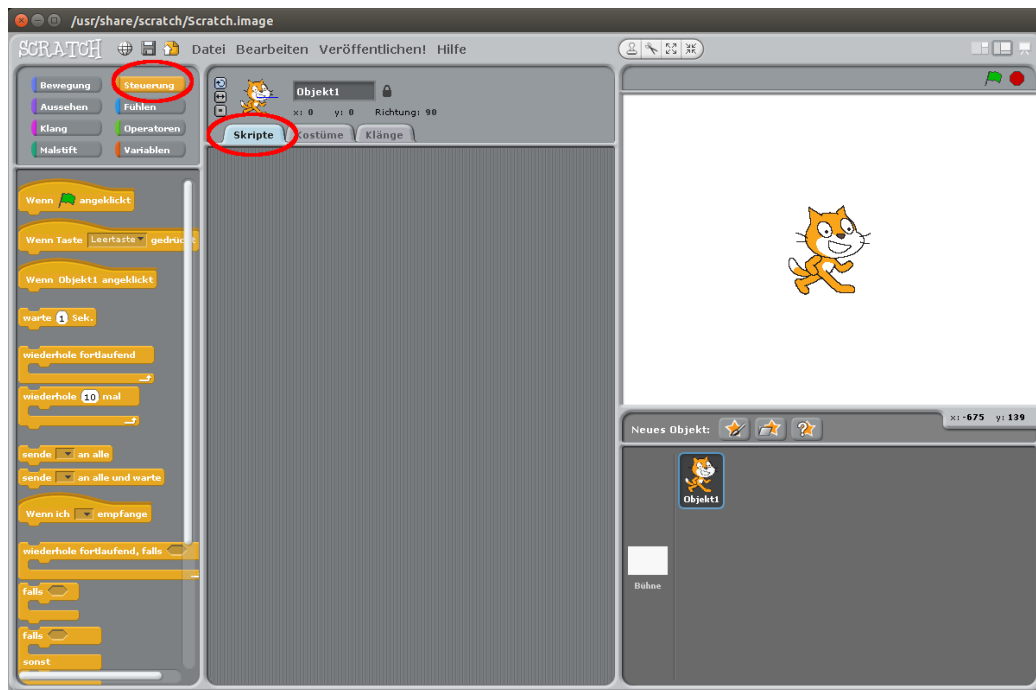 /usr/share/scratch/Scratch.image
SCRATCH Datei Bearbeiten Veröffentlichen! Hilfe
Bewegung Steuerung
Aussehen Fühlen
Klang Operatoren
Malstift Variablen
Objekt1
x: 0 y: 0 Richtung: 90
Skripte Kostüme Klänge
Wenn angeklickt
Wenn Taste Leertaste gedrück
Wenn Objekt1 angeklickt
warte 1 Sek.
wiederhole fortlaufend
wiederhole 10 mal
sende an alle
sende an alle und warte
Wenn ich empfange
wiederhole fortlaufend, falls
falls
falls
sonst
x: -675 y: 139
Neues Objekt:
Objekt1
Bühne